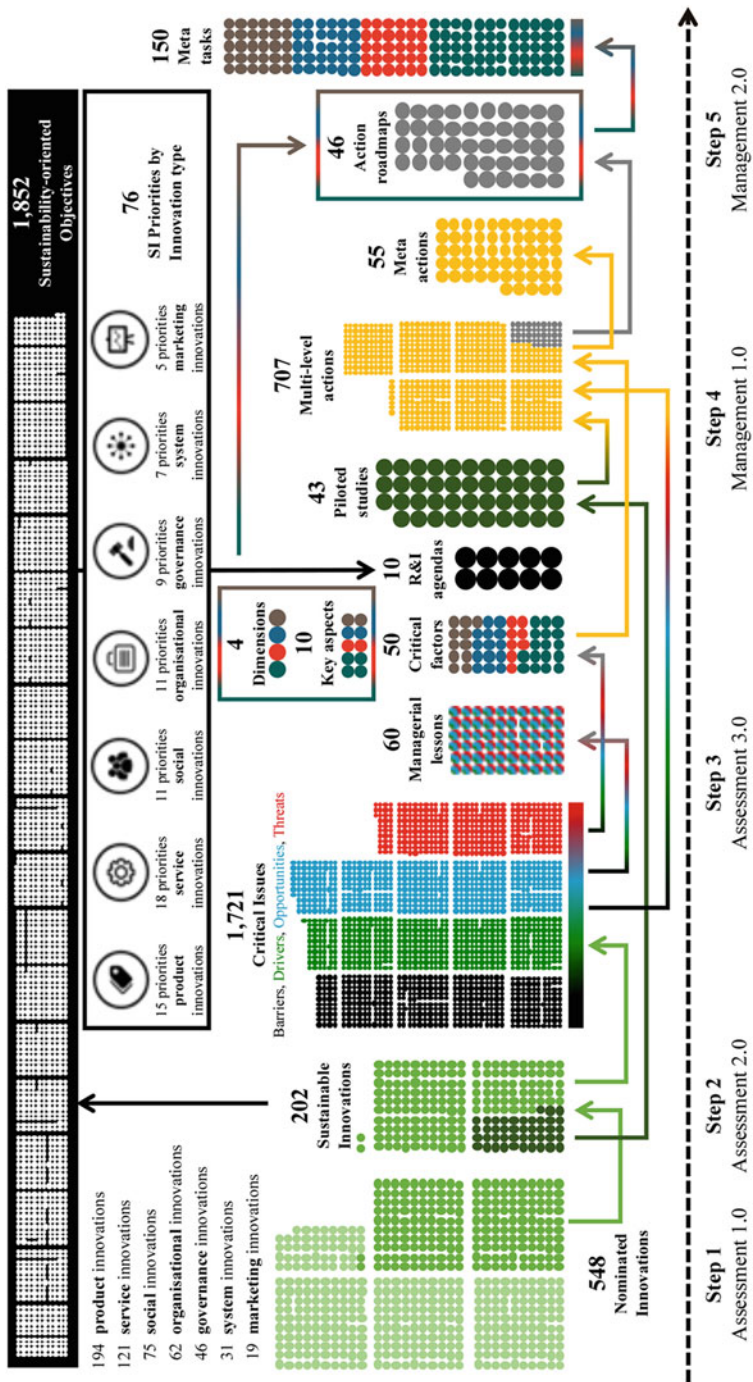 1,852
Sustainability-oriented
Objectives
15 priorities
product
innovations
18 priorities
service
innovations
11 priorities
social
innovations
11 priorities
organisational
innovations
9 priorities
governance
innovations
7 priorities
system
innovations
5 priorities
marketing
innovations
76
SI Priorities by
Innovation type
194 product innovations
121 service innovations
75 social innovations
62 organisational innovations
46 governance innovations
31 system innovations
19 marketing innovations
548
Nominated
Innovations
202
Sustainable
Innovations
1,721
Critical Issues
Barriers, Drivers, Opportunities, Threats
60
Managerial
lessons
4
Dimensions
10
Key aspects
50
Critical
factors
10
R&I
agendas
43
Piloted
studies
707
Multi-level
actions
55
Meta
actions
46
Action
roadmaps
150
Meta
tasks
Step 1
Assessment 1.0
Step 2
Assessment 2.0
Step 3
Assessment 3.0
Step 4
Management 1.0
Step 5
Management 2.0